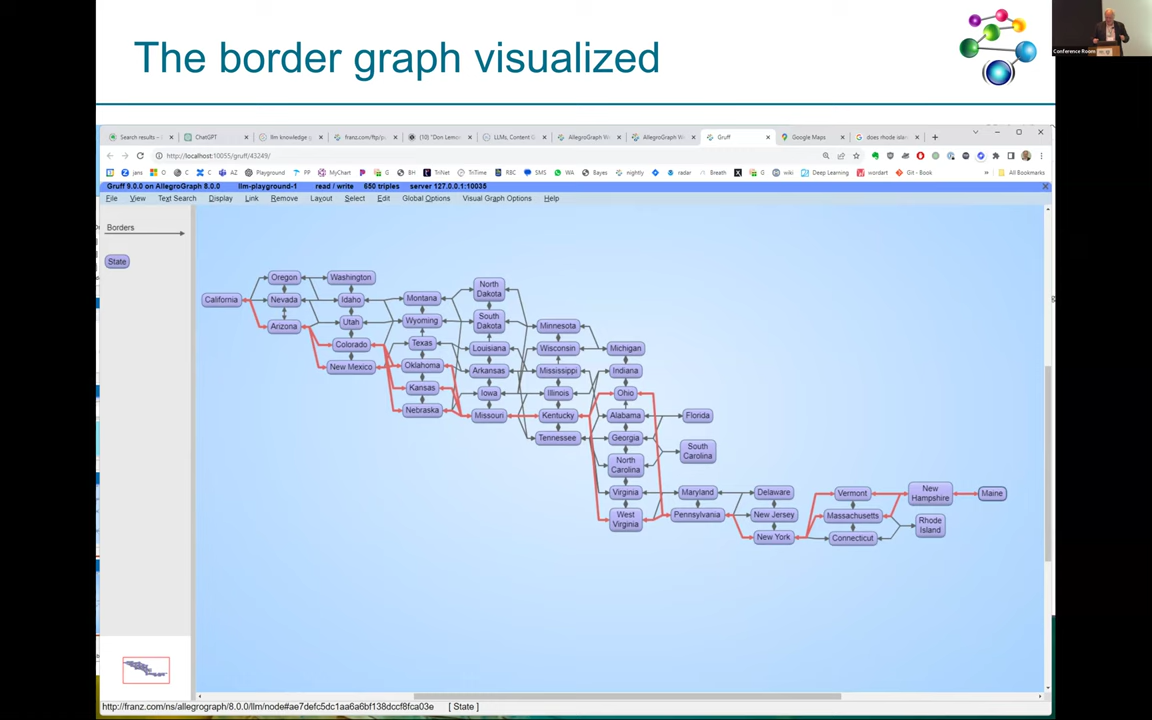 The border graph visualized
Conference Room
Search results –
ChatGPT
llm knowledge g
franz.com/ftp/p
(10) "Don Lemo
LLMs, Content D
AllegroGraph W
AllegroGraph W
Gruff
Google Maps
does rhode islan
http://localhost:10055/gruff/43249/
jans
O
C
AZ
Playground
PP
MyChart
G
BH
TriNet
TriTime
RBC
SMS
WA
Bayes
nightly
radar
Breath
G
wiki
Deep Learning
wordart
Git - Book
All Bookmarks
Gruff 9.0.0 on AllegroGraph 8.0.0 llm-playground-1 read / write 650 triples server 127.0.0.1:10035
File View Text Search Display Link Remove Layout Select Edit Global Options Visual Graph Options Help
Borders
State
California
Oregon
Nevada
Arizona
Washington
Idaho
Utah
Colorado
New Mexico
Montana
Wyoming
Texas
Oklahoma
Kansas
Nebraska
North
Dakota
South
Dakota
Louisiana
Arkansas
Iowa
Missouri
Minnesota
Wisconsin
Mississippi
Illinois
Kentucky
Tennessee
Michigan
Indiana
Ohio
Alabama
Georgia
North
Carolina
Virginia
West
Virginia
Florida
South
Carolina
Maryland
Pennsylvania
Delaware
New Jersey
New York
Vermont
Massachusetts
Connecticut
New
Hampshire
Rhode
Island
Maine
http://franz.com/ns/allegrograph/8.0.0/llm/node#ae7defc5dc1aa6a6bf138dccf8fca03e [ State ]